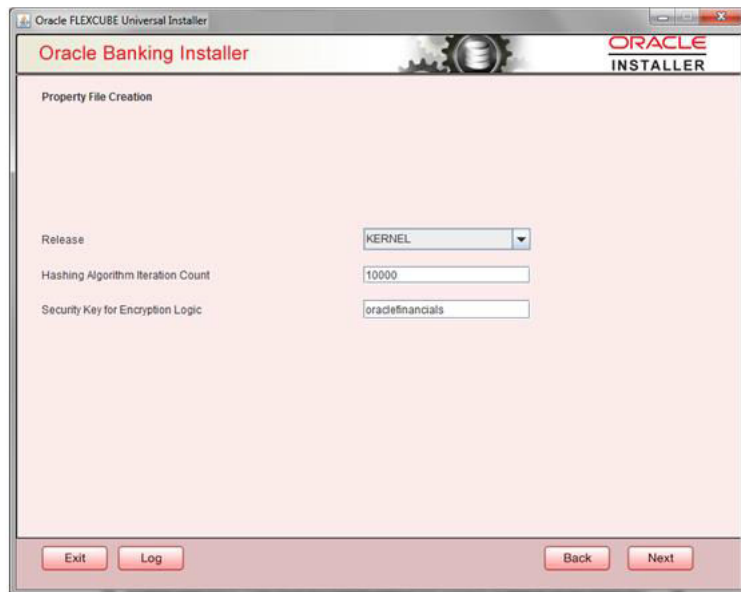 Oracle FLEXCUBE Universal Installer
Oracle Banking Installer
ORACLE
INSTALLER
Property File Creation
Release
KERNEL
Hashing Algorithm Iteration Count
10000
Security Key for Encryption Logic
oraclefinancials
Exit
Log
Back
Next